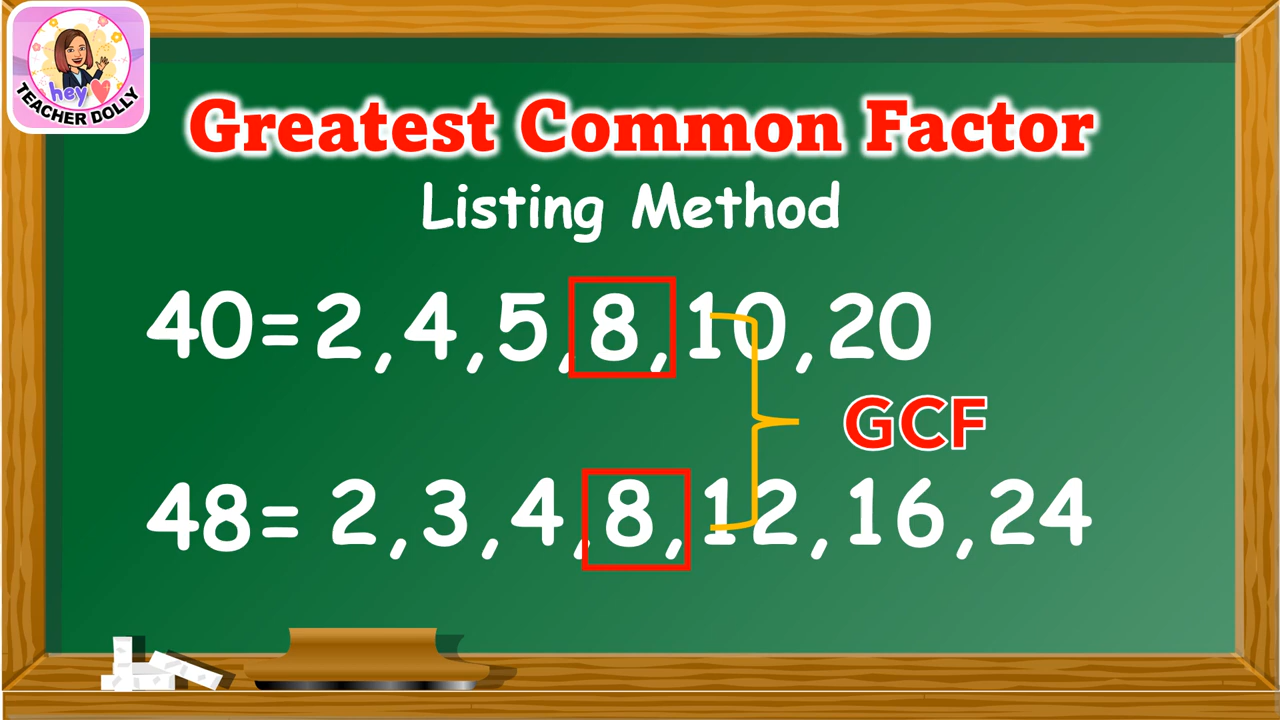 hey
TEACHER DOLLY
Greatest Common Factor
Listing Method
40=2,4,5,8,10,20
GCF
48= 2,3,4,8,12,16,24